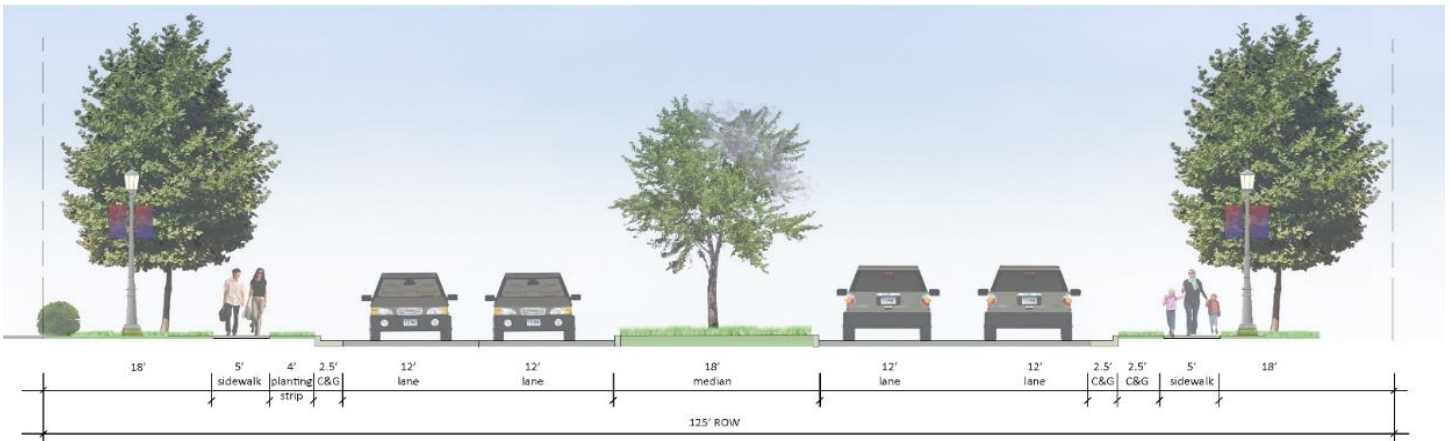 18' 5' 4' 2.5' 12' 12' 18' 12' 12' 2.5' 2.5' 5' 18'
sidewalk planting C&G lane lane median lane lane C&G C&G sidewalk
strip
125' ROW